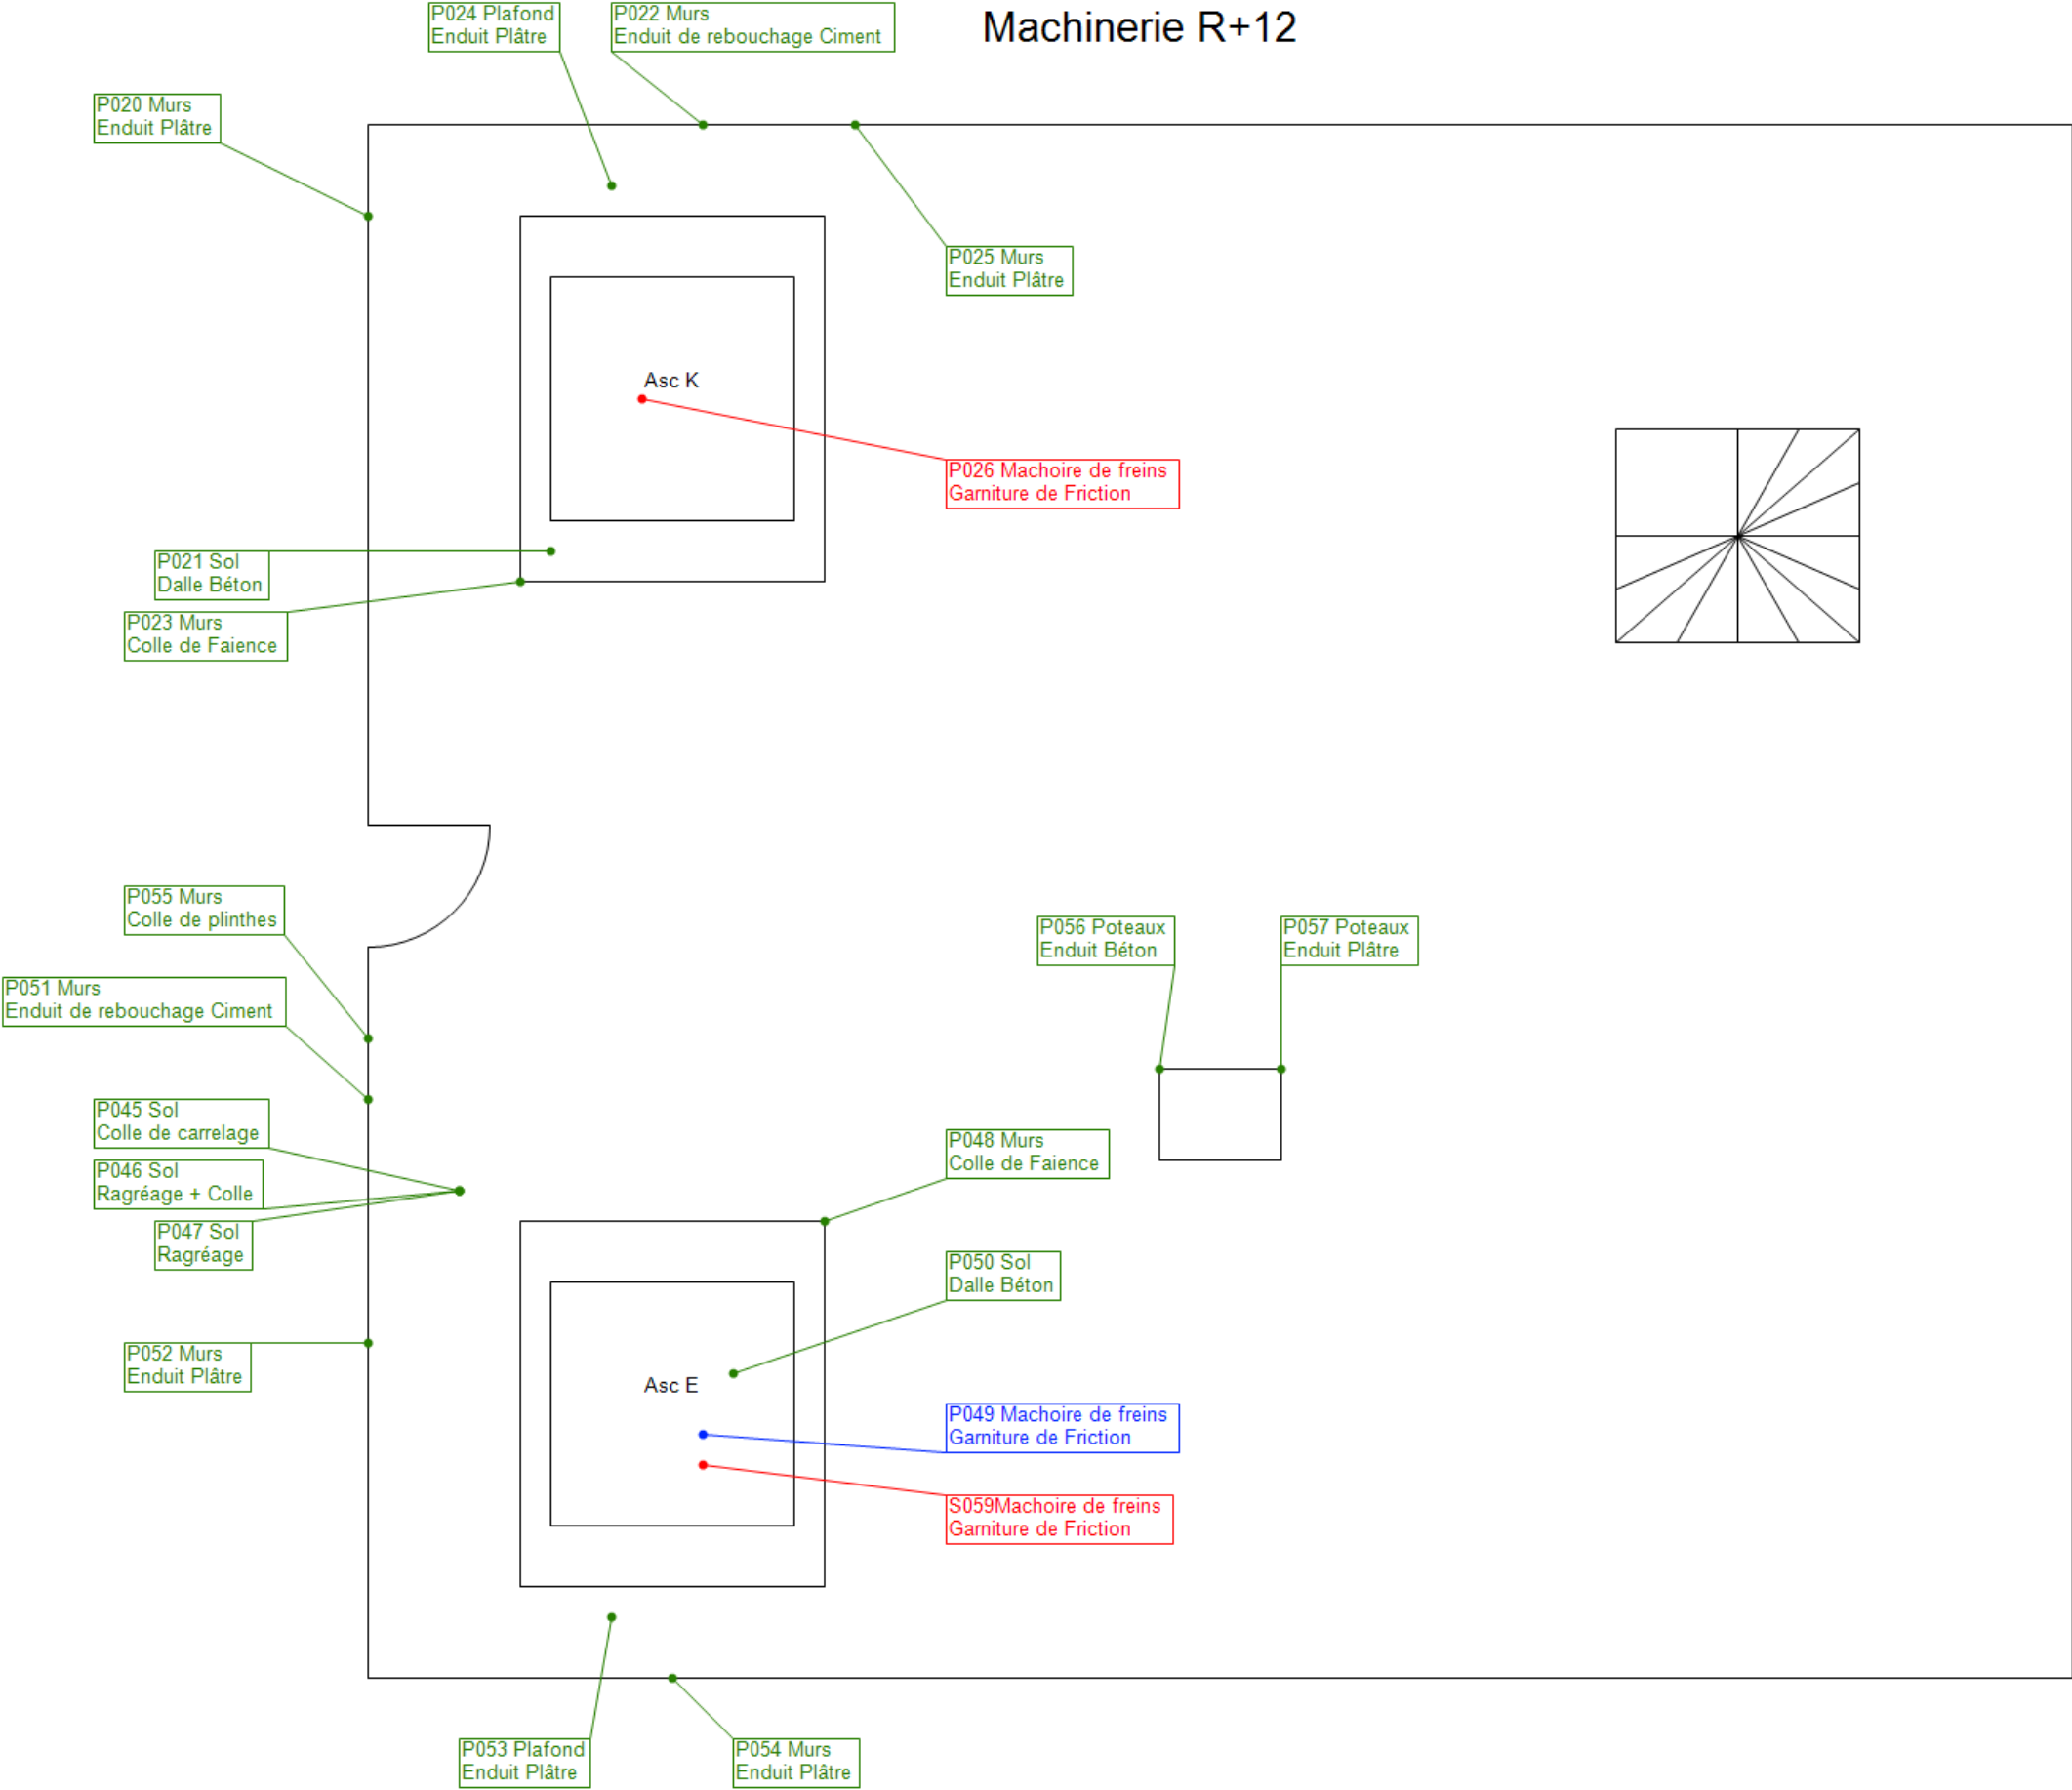 Machinerie R+12
P024 Plafond
Enduit Plâtre
P022 Murs
Enduit de rebouchage Ciment
P020 Murs
Enduit Plâtre
P025 Murs
Enduit Plâtre
Asc K
P026 Machoire de freins
Garniture de Friction
P021 Sol
Dalle Béton
P023 Murs
Colle de Faience
P055 Murs
Colle de plinthes
P056 Poteaux
Enduit Béton
P057 Poteaux
Enduit Plâtre
P051 Murs
Enduit de rebouchage Ciment
P045 Sol
Colle de carrelage
P048 Murs
Colle de Faience
P046 Sol
Ragréage + Colle
P047 Sol
Ragréage
P050 Sol
Dalle Béton
P052 Murs
Enduit Plâtre
Asc E
P049 Machoire de freins
Garniture de Friction
S059Machoire de freins
Garniture de Friction
P053 Plafond
Enduit Plâtre
P054 Murs
Enduit Plâtre